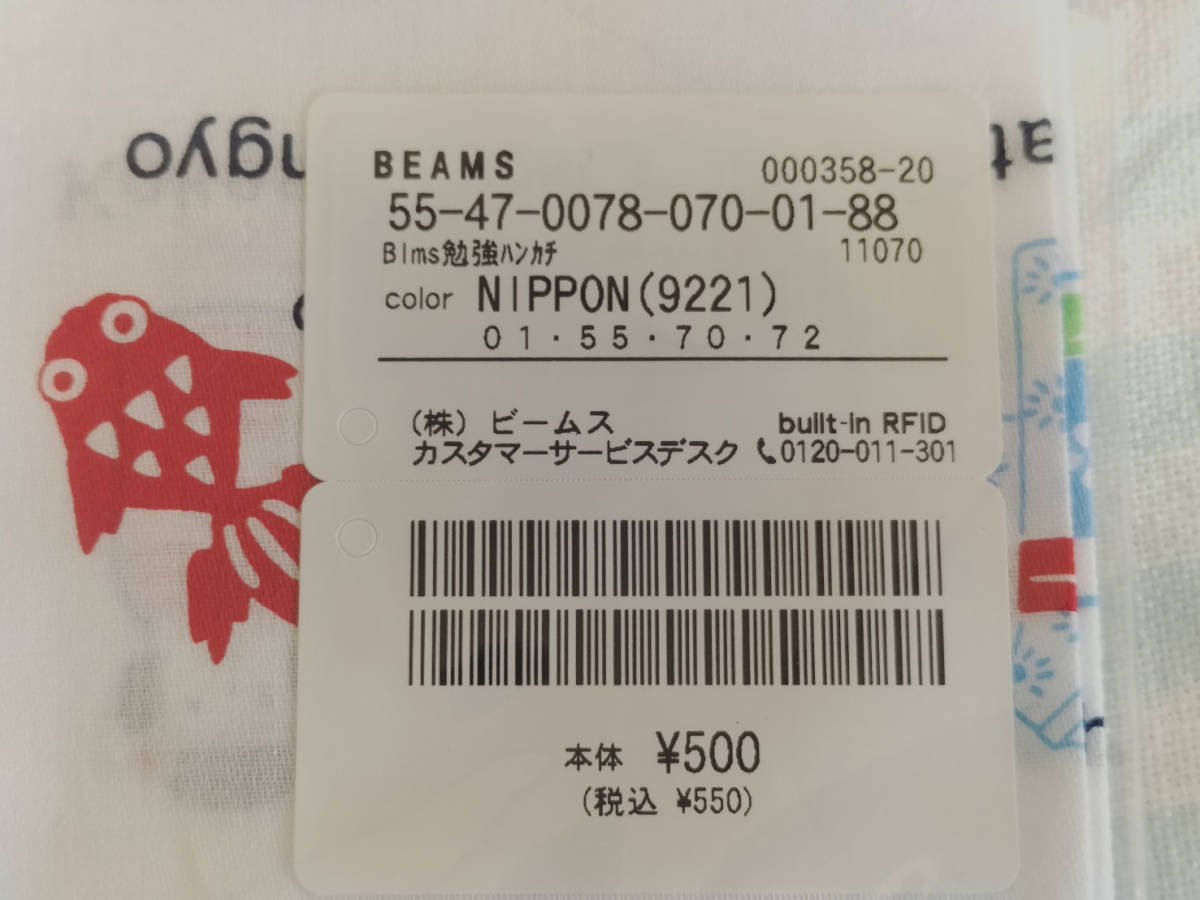 BEAMS 000358-20
55-47-0078-070-01-88
BIms勉強ﾊﾝｶﾁ 11070
color NIPPON(9221)
01・55・70・72
(株) ビームス built-in RFID
カスタマーサービスデスク 0120-011-301
本体 ¥500
(税込 ¥550)